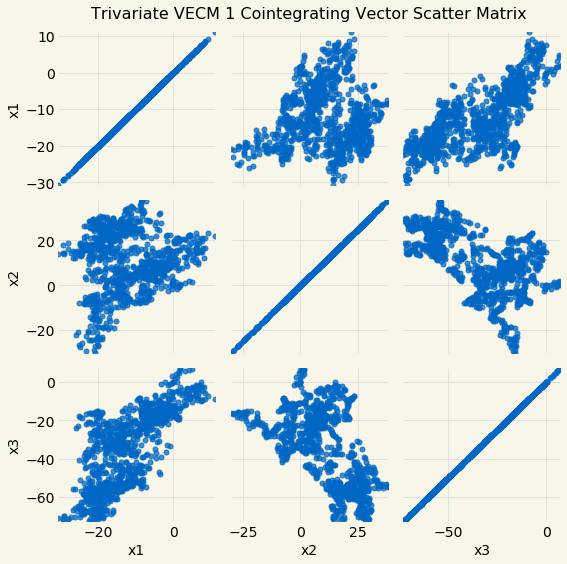 Trivariate VECM 1 Cointegrating Vector Scatter Matrix
10
0
−10
−20
−30
x1
20
0
−20
x2
0
−20
−40
−60
x3
−20 0 −25 0 25 −50 0
x1 x2 x3